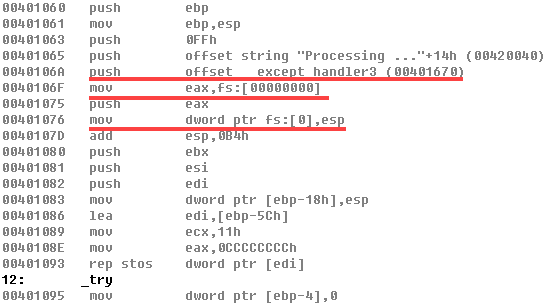 00401060 push ebp
00401061 mov ebp,esp
00401063 push 0FFh
00401065 push offset string "Processing ..."+14h (00420040)
0040106A push offset except handler3 (00401670)
0040106F mov eax,fs:[00000000]
00401075 push eax
00401076 mov dword ptr fs:[0],esp
0040107D add esp,0B4h
00401080 push ebx
00401081 push esi
00401082 push edi
00401083 mov dword ptr [ebp-18h],esp
00401086 lea edi,[ebp-5Ch]
00401089 mov ecx,11h
0040108E mov eax,0CCCCCCCCh
00401093 rep stos dword ptr [edi]
12: _try
00401095 mov dword ptr [ebp-4],0